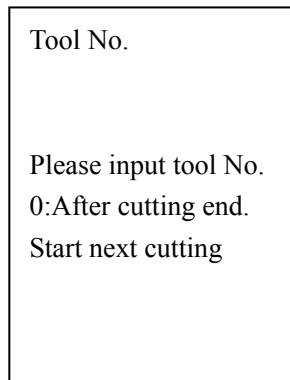 Tool No.
Please input tool No.
0:After cutting end.
Start next cutting